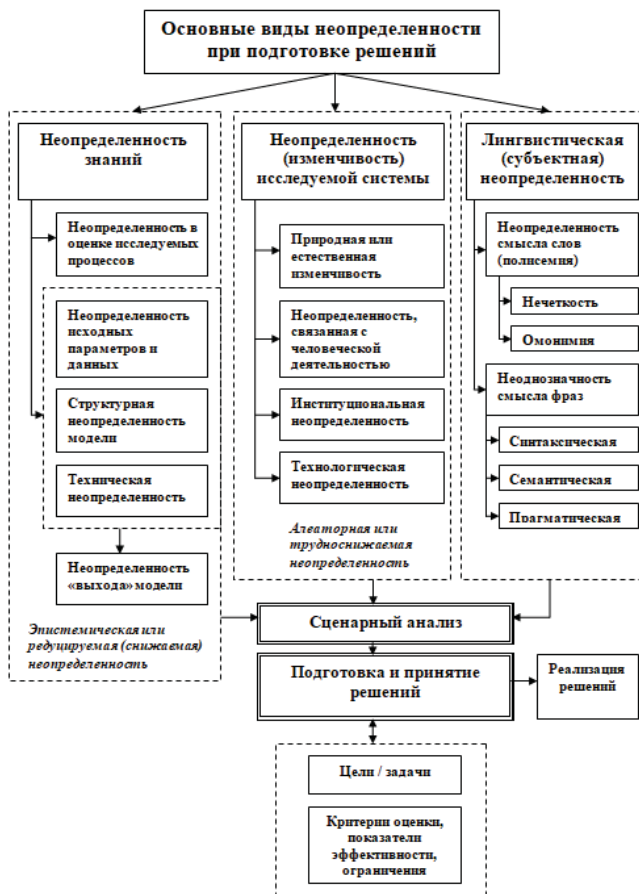 Основные виды неопределенности
при подготовке решений
Неопределенность
знаний
Неопределенность в
оценке исследуемых
процессов
Неопределенность
исходных
параметров и
данных
Структурная
неопределенность
модели
Техническая
неопределенность
Неопределенность
«выхода» модели
Эпистемическая или
редуцируемая (снижаемая)
неопределенность
Неопределенность
(изменчивость)
исследуемой системы
Природная или
естественная
изменчивость
Неопределенность,
связанная с
человеческой
деятельностью
Институциональная
неопределенность
Технологическая
неопределенность
Алеаторная или
трудноснижаемая
неопределенность
Лингвистическая
(субъектная)
неопределенность
Неопределенность
смысла слов
(полисемия)
Нечеткость
Омонимия
Неоднозначность
смысла фраз
Синтаксическая
Семантическая
Прагматическая
Сценарный анализ
Подготовка и принятие
решений
Реализация
решений
Цели / задачи
Критерии оценки,
показатели
эффективности,
ограничения